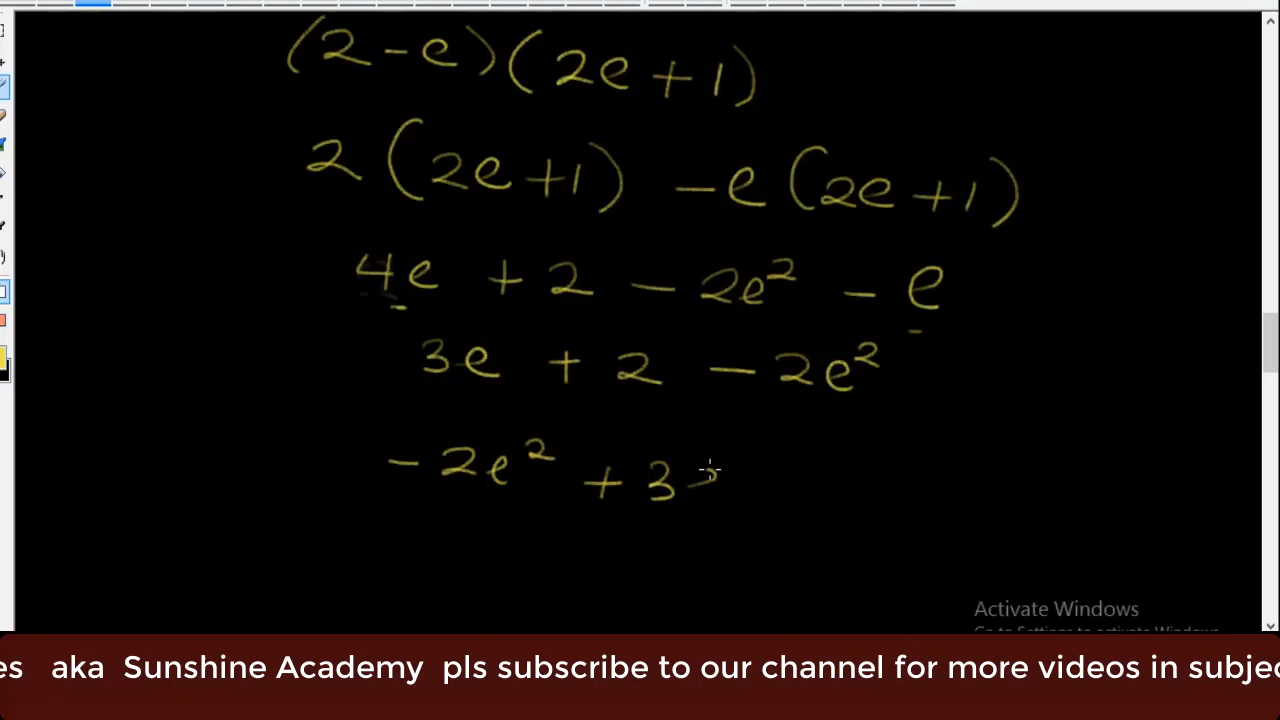 (2 - e)(2e + 1)
2 (2e + 1) - e (2e + 1)
4e + 2 - 2e² - e
3e + 2 - 2e²
- 2e² + 3
Activate Windows
es aka Sunshine Academy pls subscribe to our channel for more videos in subjec